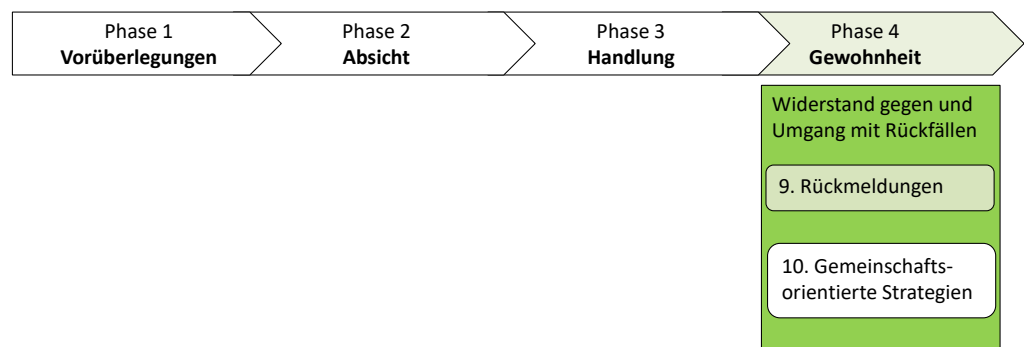 Phase 1
Vorüberlegungen
Phase 2
Absicht
Phase 3
Handlung
Phase 4
Gewohnheit
Widerstand gegen und
Umgang mit Rückfällen
9. Rückmeldungen
10. Gemeinschafts-
orientierte Strategien